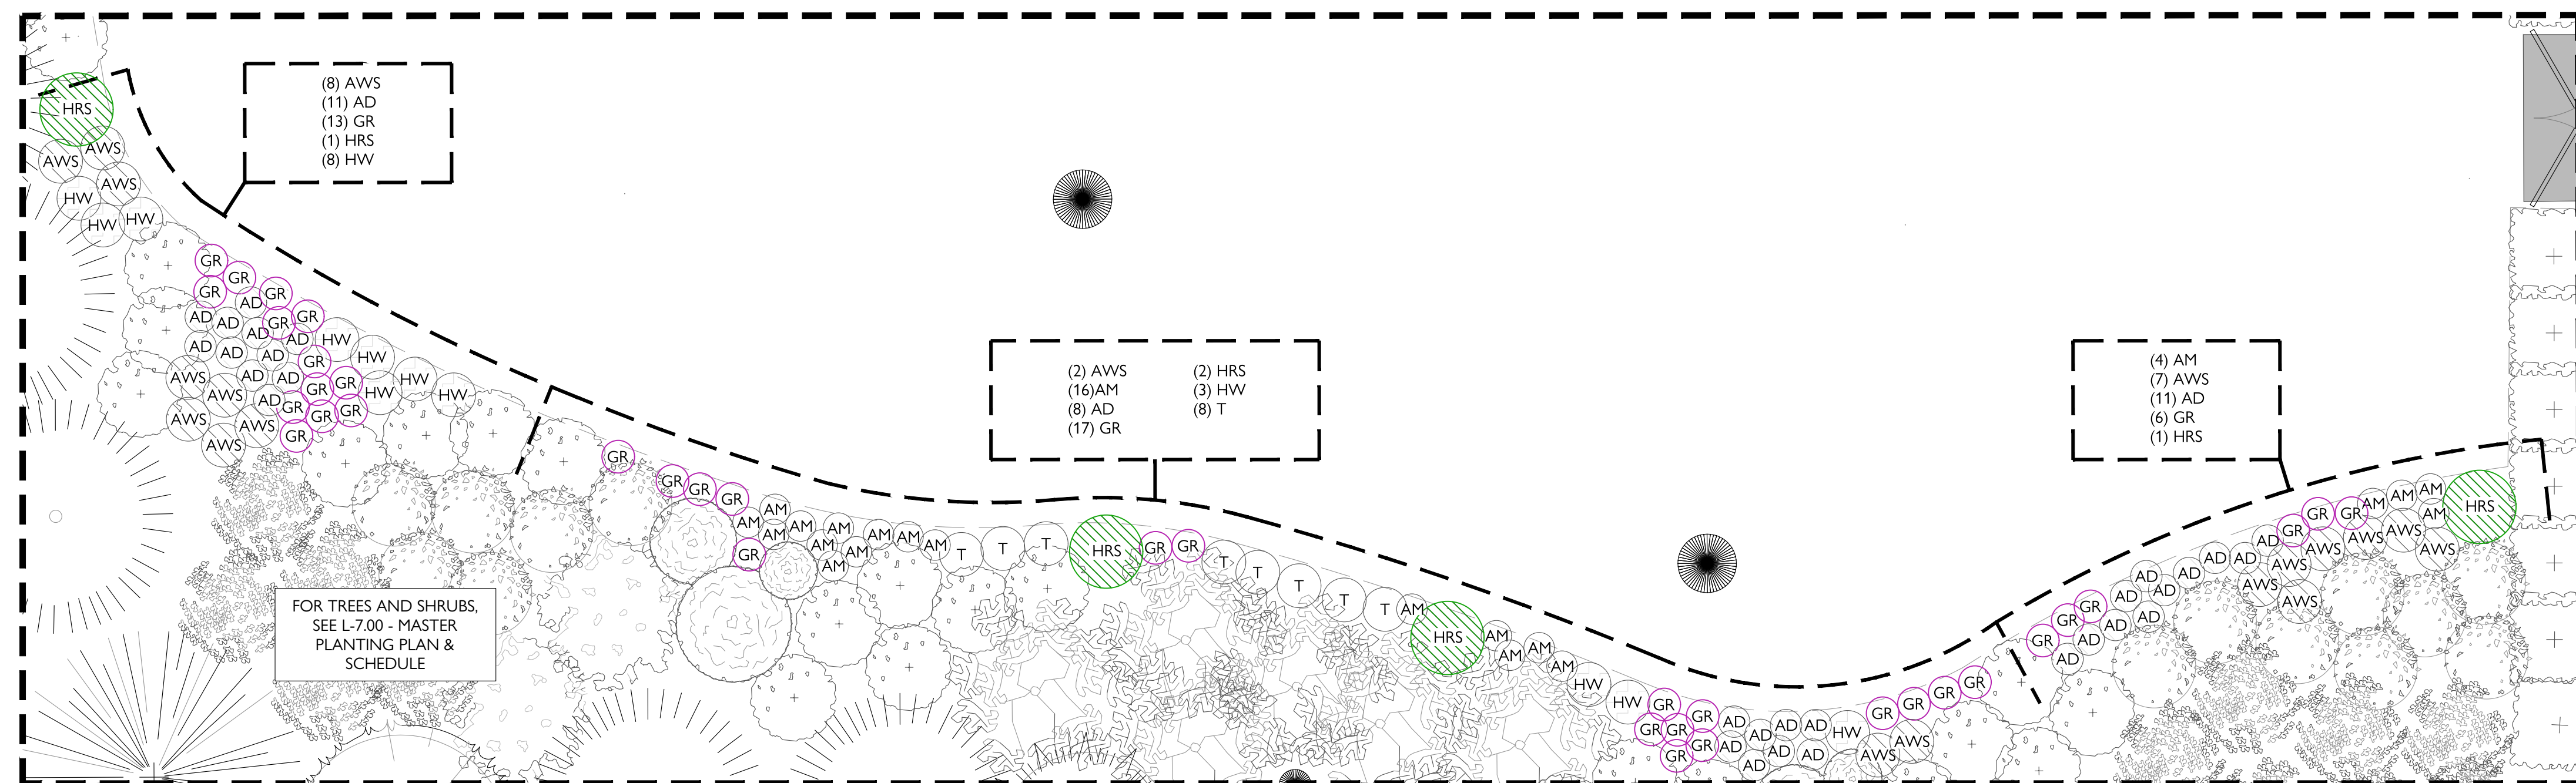 (8) AWS
(11) AD
(13) GR
(1) HRS
(8) HW
HRS
AWS
AWS
AWS
HW
HW
HW
GR
GR
GR
GR
AD
AD
AD
AD
GR
GR
AD
HW
AD
AD
AD
GR
HW
AWS
AD
AD
GR
GR
HW
HW
HW
AWS
AD
GR
GR
GR
AWS
AWS
GR
AWS
(2) AWS
(16)AM
(8) AD
(17) GR
(2) HRS
(3) HW
(8) T
GR
GR
GR
GR
GR
AM
AM
AM
AM
AM
AM
AM
AM
AM
AM
AM
T
T
T
HRS
GR
GR
T
T
T
T
T
AM
HRS
AM
AM
AM
AM
HW
HW
GR
GR
GR
GR
GR
GR
AD
AD
AD
AD
AD
AD
AD
AD
HW
AWS
AWS
GR
GR
GR
GR
(4) AM
(7) AWS
(11) AD
(6) GR
(1) HRS
GR
GR
GR
AD
AD
AD
AD
AD
AD
AD
AD
AD
AD
AD
GR
GR
GR
AM
AM
AM
AM
AWS
AWS
AWS
AWS
AWS
AWS
AWS
HRS
FOR TREES AND SHRUBS,
SEE L-7.00 - MASTER
PLANTING PLAN &
SCHEDULE